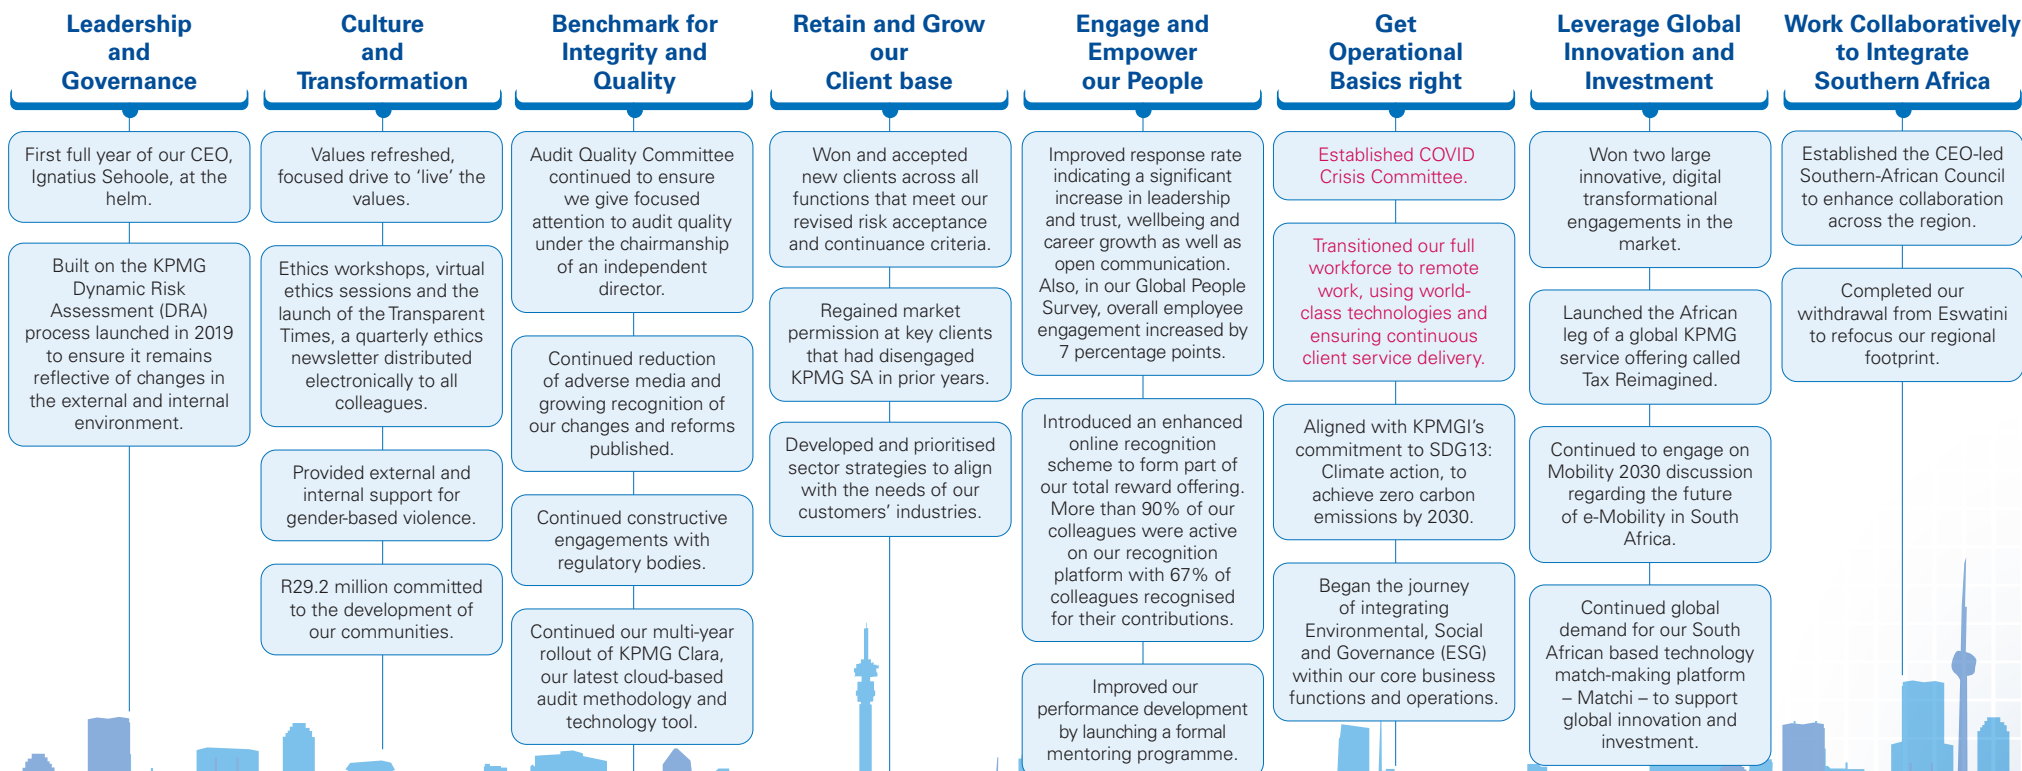 Leadership
and
Governance
First full year of our CEO,
Ignatius Sehoole, at the
helm.
Built on the KPMG
Dynamic Risk
Assessment (DRA)
process launched in 2019
to ensure it remains
reflective of changes in
the external and internal
environment.
Culture
and
Transformation
Values refreshed,
focused drive to ‘live’ the
values.
Ethics workshops, virtual
ethics sessions and the
launch of the Transparent
Times, a quarterly ethics
newsletter distributed
electronically to all
colleagues.
Provided external and
internal support for
gender-based violence.
R29.2 million committed
to the development of
our communities.
Benchmark for
Integrity and
Quality
Audit Quality Committee
continued to ensure
we give focused
attention to audit quality
under the chairmanship
of an independent
director.
Continued reduction
of adverse media and
growing recognition of
our changes and reforms
published.
Continued constructive
engagements with
regulatory bodies.
Continued our multi-year
rollout of KPMG Clara,
our latest cloud-based
audit methodology and
technology tool.
Retain and Grow
our
Client base
Won and accepted
new clients across all
functions that meet our
revised risk acceptance
and continuance criteria.
Regained market
permission at key clients
that had disengaged
KPMG SA in prior years.
Developed and prioritised
sector strategies to align
with the needs of our
customers’ industries.
Engage and
Empower
our People
Improved response rate
indicating a significant
increase in leadership
and trust, wellbeing and
career growth as well as
open communication.
Also, in our Global People
Survey, overall employee
engagement increased by
7 percentage points.
Introduced an enhanced
online recognition
scheme to form part of
our total reward offering.
More than 90% of our
colleagues were active
on our recognition
platform with 67% of
colleagues recognised
for their contributions.
Improved our
performance development
by launching a formal
mentoring programme.
Get
Operational
Basics right
Established COVID
Crisis Committee.
Transitioned our full
workforce to remote
work, using world-
class technologies and
ensuring continuous
client service delivery.
Aligned with KPMGI’s
commitment to SDG13:
Climate action, to
achieve zero carbon
emissions by 2030.
Began the journey
of integrating
Environmental, Social
and Governance (ESG)
within our core business
functions and operations.
Leverage Global
Innovation and
Investment
Won two large
innovative, digital
transformational
engagements in the
market.
Launched the African
leg of a global KPMG
service offering called
Tax Reimagined.
Continued to engage on
Mobility 2030 discussion
regarding the future
of e-Mobility in South
Africa.
Continued global
demand for our South
African based technology
match-making platform
– Matchi – to support
global innovation and
investment.
Work Collaboratively
to Integrate
Southern Africa
Established the CEO-led
Southern-African Council
to enhance collaboration
across the region.
Completed our
withdrawal from Eswatini
to refocus our regional
footprint.